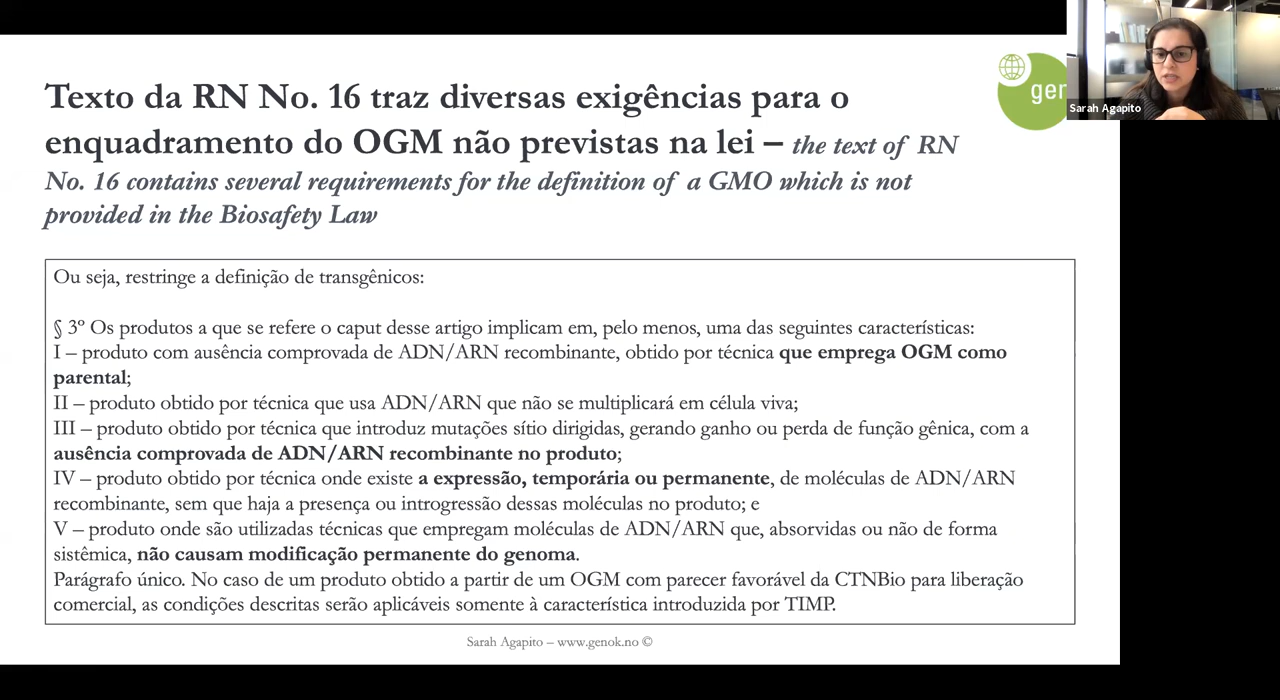 Texto da RN No. 16 traz diversas exigências para o
enquadramento do OGM não previstas na lei – the text of RN
No. 16 contains several requirements for the definition of a GMO which is not
provided in the Biosafety Law
gen
Sarah Agapito
Ou seja, restringe a definição de transgênicos:
§ 3º Os produtos a que se refere o caput desse artigo implicam em, pelo menos, uma das seguintes características:
I – produto com ausência comprovada de ADN/ARN recombinante, obtido por técnica que emprega OGM como
parental;
II – produto obtido por técnica que usa ADN/ARN que não se multiplicará em célula viva;
III – produto obtido por técnica que introduz mutações sítio dirigidas, gerando ganho ou perda de função gênica, com a
ausência comprovada de ADN/ARN recombinante no produto;
IV – produto obtido por técnica onde existe a expressão, temporária ou permanente, de moléculas de ADN/ARN
recombinante, sem que haja a presença ou introgressão dessas moléculas no produto; e
V – produto onde são utilizadas técnicas que empregam moléculas de ADN/ARN que, absorvidas ou não de forma
sistêmica, não causam modificação permanente do genoma.
Parágrafo único. No caso de um produto obtido a partir de um OGM com parecer favorável da CTNBio para liberação
comercial, as condições descritas serão aplicáveis somente à característica introduzida por TIMP.
Sarah Agapito – www.genok.no ©